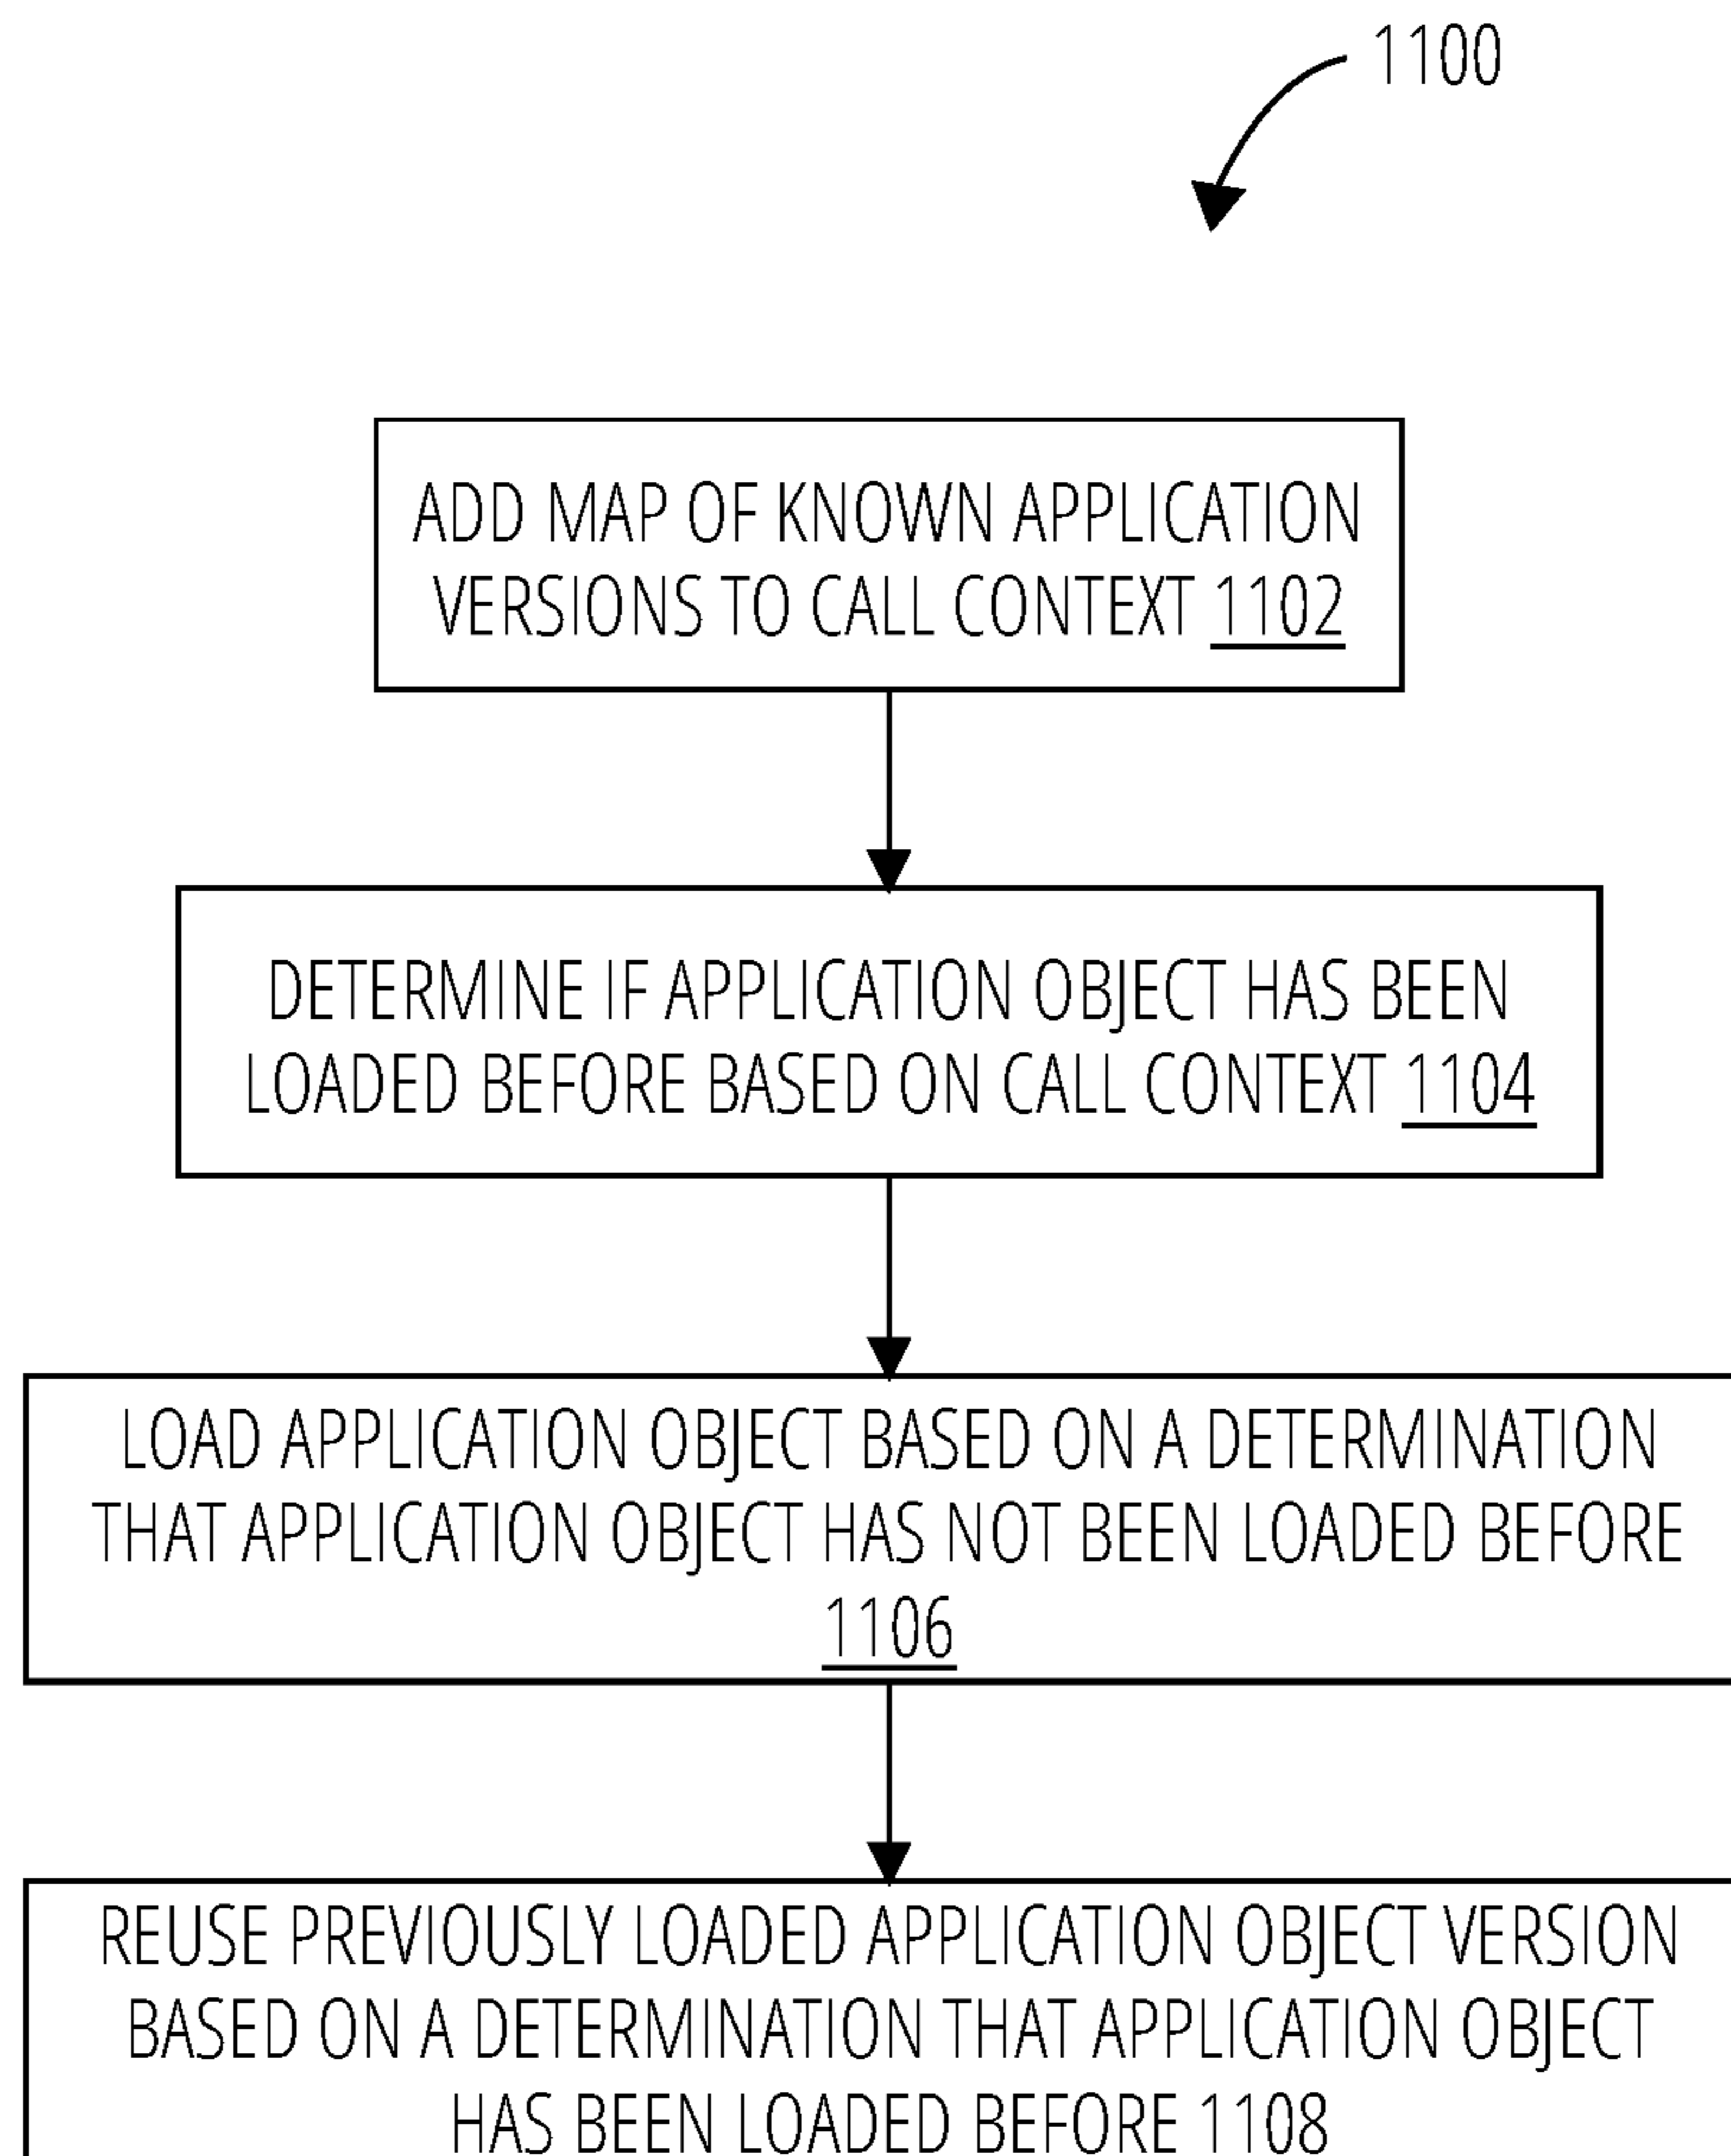 1100
ADD MAP OF KNOWN APPLICATION
VERSIONS TO CALL CONTEXT 1102
DETERMINE IF APPLICATION OBJECT HAS BEEN
LOADED BEFORE BASED ON CALL CONTEXT 1104
LOAD APPLICATION OBJECT BASED ON A DETERMINATION
THAT APPLICATION OBJECT HAS NOT BEEN LOADED BEFORE
1106
REUSE PREVIOUSLY LOADED APPLICATION OBJECT VERSION
BASED ON A DETERMINATION THAT APPLICATION OBJECT
HAS BEEN LOADED BEFORE 1108